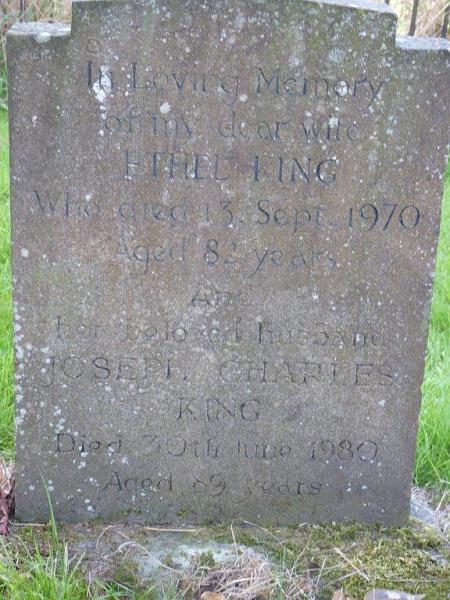 In Loving Memory
of my dear wife
ETHEL KING
Who died 13. Sept. 1970
Aged 82 years
And
her beloved husband
JOSEPH CHARLES
KING
Died 30th June 1980
Aged 89 years